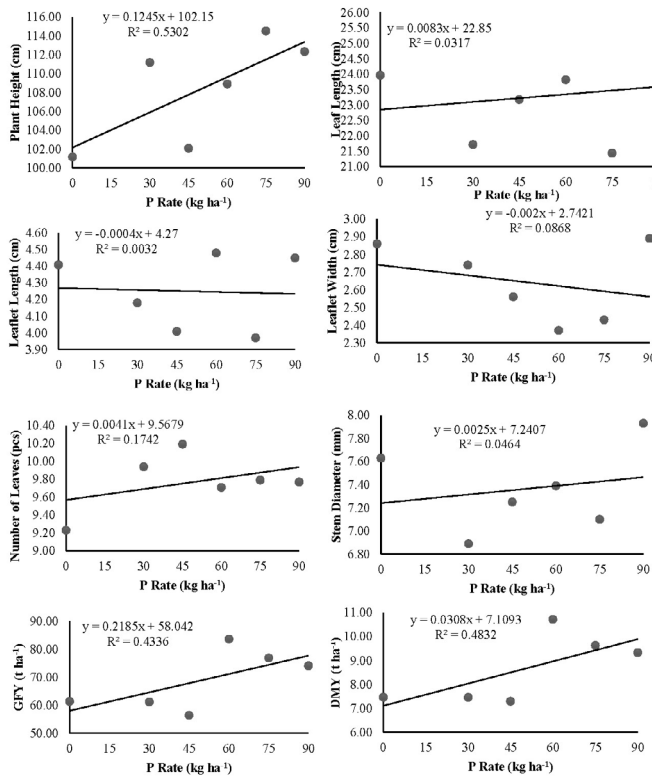 y = 0.1245x + 102.15
R² = 0.5302
Plant Height (cm)
116.00
114.00
112.00
110.00
108.00
106.00
104.00
102.00
100.00
0 15 30 45 60 75 90
P Rate (kg ha⁻¹)
y = 0.0083x + 22.85
R² = 0.0317
Leaf Length (cm)
26.00
25.50
25.00
24.50
24.00
23.50
23.00
22.50
22.00
21.50
21.00
0 15 30 45 60 75 90
P Rate (kg ha⁻¹)
y = -0.0004x + 4.27
R² = 0.0032
Leaflet Length (cm)
4.60
4.50
4.40
4.30
4.20
4.10
4.00
3.90
0 15 30 45 60 75 90
P Rate (kg ha⁻¹)
y = -0.002x + 2.7421
R² = 0.0868
Leaflet Width (cm)
3.00
2.90
2.80
2.70
2.60
2.50
2.40
2.30
0 15 30 45 60 75 90
P Rate (kg ha⁻¹)
y = 0.0041x + 9.5679
R² = 0.1742
Number of Leaves (pcs)
10.40
10.20
10.00
9.80
9.60
9.40
9.20
9.00
0 15 30 45 60 75 90
P Rate (kg ha⁻¹)
y = 0.0025x + 7.2407
R² = 0.0464
Stem Diameter (mm)
8.00
7.80
7.60
7.40
7.20
7.00
6.80
0 15 30 45 60 75 90
P Rate (kg ha⁻¹)
y = 0.2185x + 58.042
R² = 0.4336
GFY (t ha⁻¹)
90.00
80.00
70.00
60.00
50.00
0 15 30 45 60 75 90
P Rate (kg ha⁻¹)
y = 0.0308x + 7.1093
R² = 0.4832
DMY (t ha⁻¹)
11.00
10.00
9.00
8.00
7.00
6.00
0 15 30 45 60 75 90
P Rate (kg ha⁻¹)